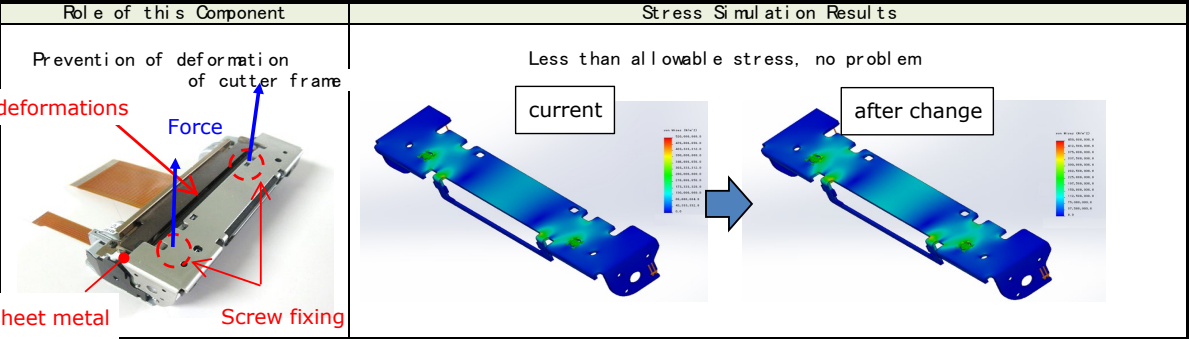 Role of this Component
Stress Simulation Results
Prevention of deformation
of cutter frame
Less than allowable stress, no problem
deformations
Force
current
after change
heet metal
Screw fixing